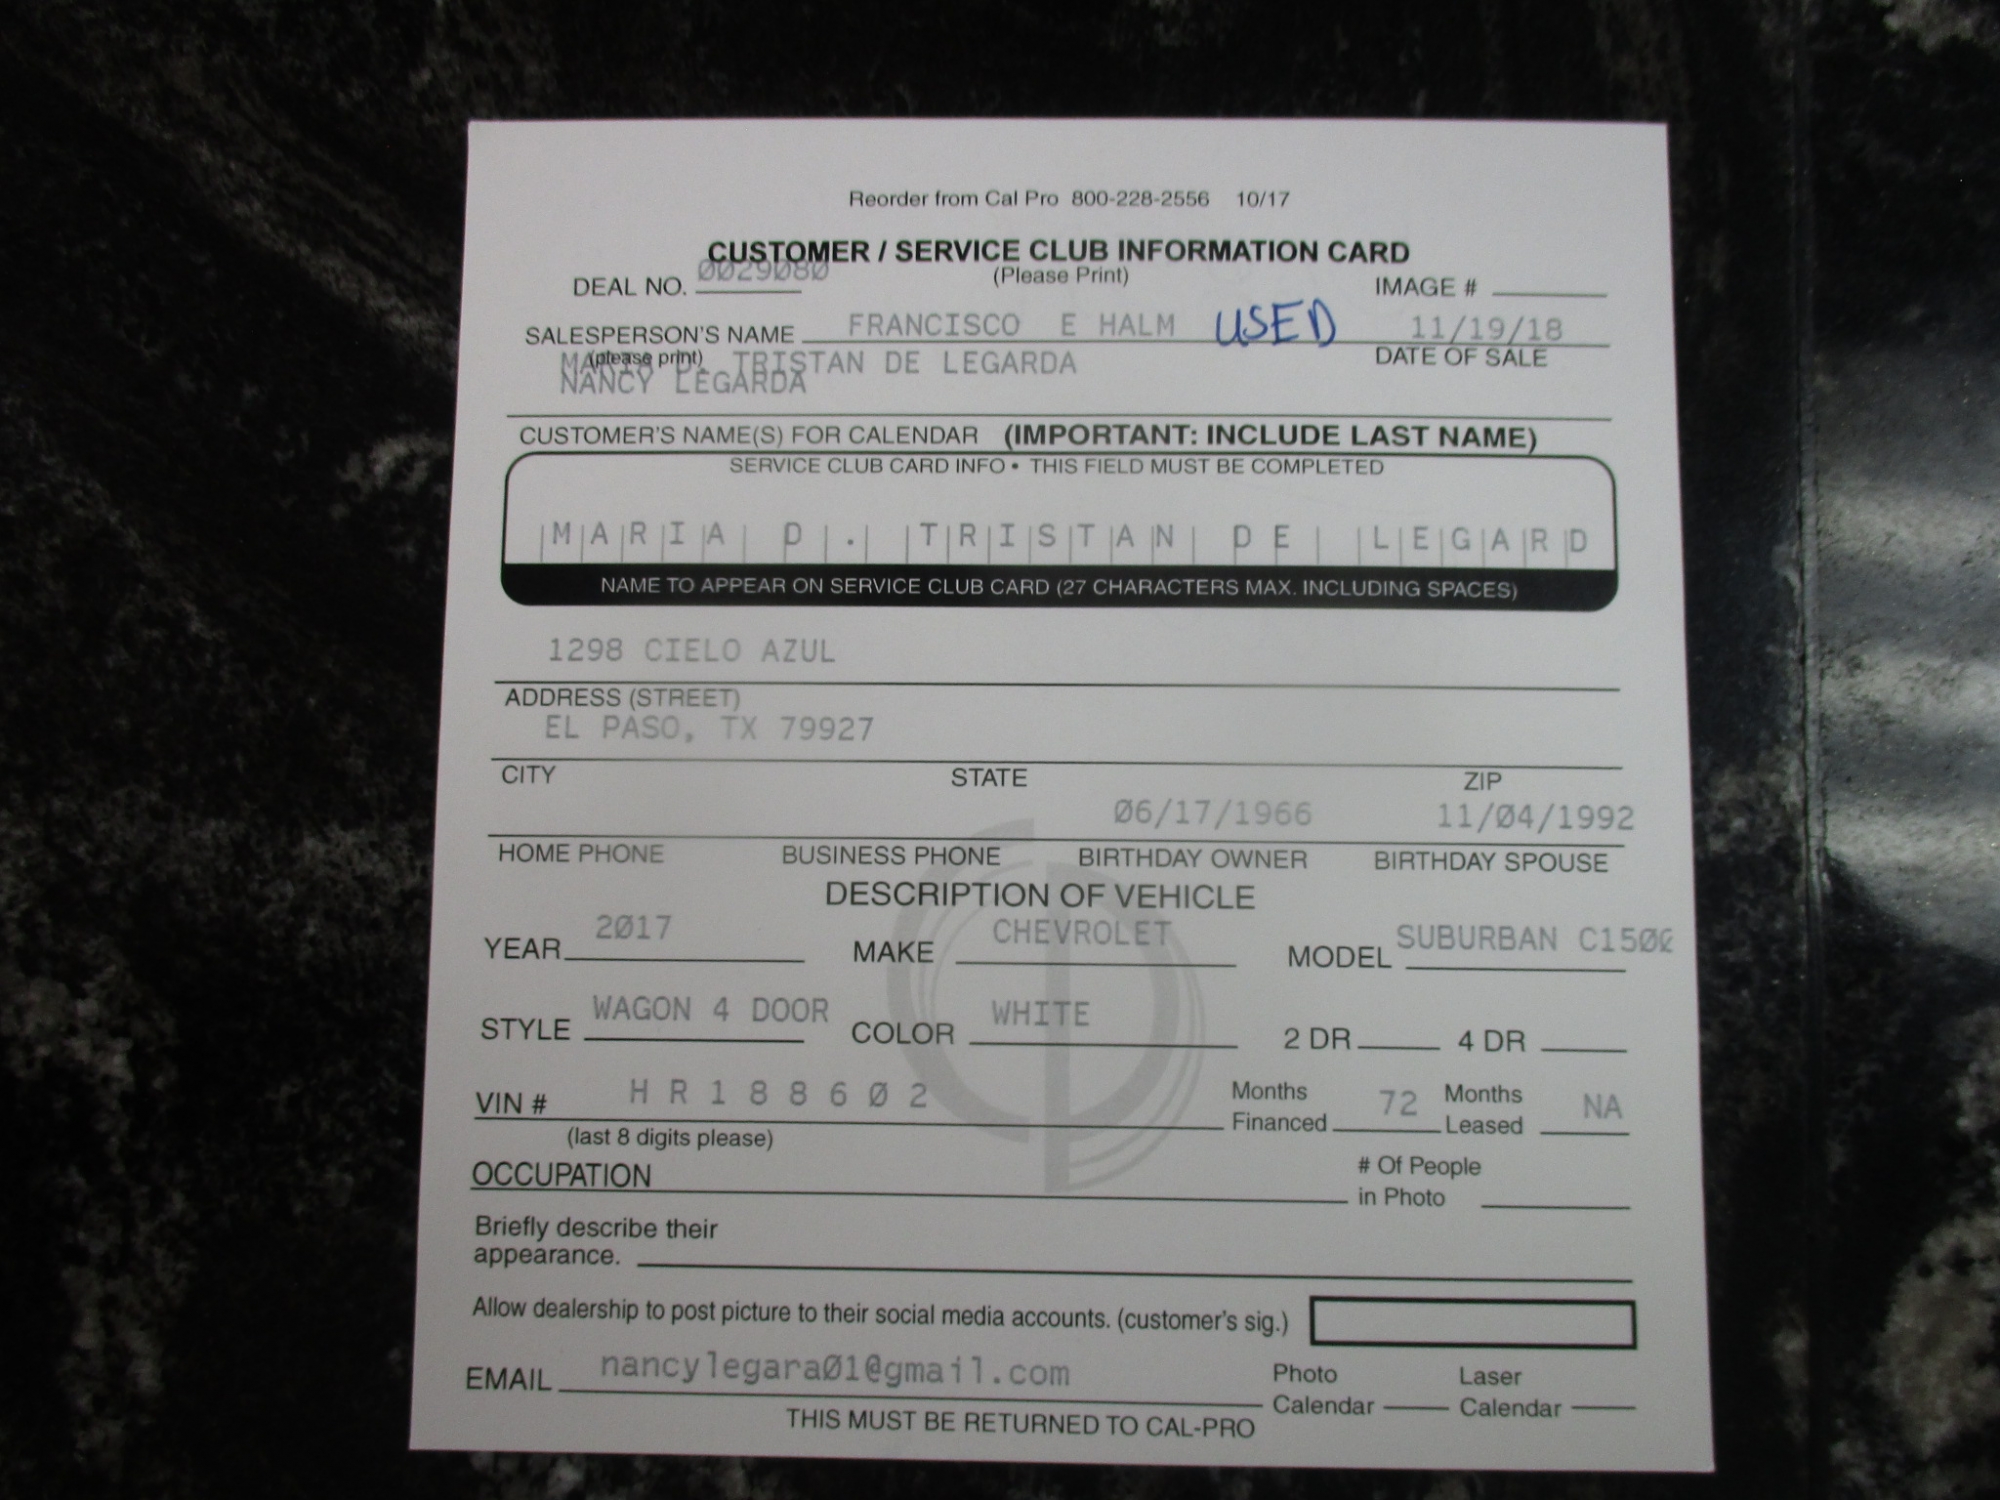 Reorder from Cal Pro 800-228-2556 10/17
CUSTOMER / SERVICE CLUB INFORMATION CARD
DEAL NO. 0029080 (Please Print) IMAGE #
SALESPERSON'S NAME FRANCISCO E HALM USED 11/19/18
(please print) DATE OF SALE
MARIA D. TRISTAN DE LEGARDA
NANCY LEGARDA
CUSTOMER'S NAME(S) FOR CALENDAR (IMPORTANT: INCLUDE LAST NAME)
SERVICE CLUB CARD INFO • THIS FIELD MUST BE COMPLETED
MARIA D. TRISTAN DE LEGARD
NAME TO APPEAR ON SERVICE CLUB CARD (27 CHARACTERS MAX. INCLUDING SPACES)
1298 CIELO AZUL
ADDRESS (STREET)
EL PASO, TX 79927
CITY STATE ZIP
06/17/1966 11/04/1992
HOME PHONE BUSINESS PHONE BIRTHDAY OWNER BIRTHDAY SPOUSE
DESCRIPTION OF VEHICLE
YEAR 2017 MAKE CHEVROLET MODEL SUBURBAN C1500
STYLE WAGON 4 DOOR COLOR WHITE 2 DR 4 DR
VIN # HR188602 Months Financed 72 Months Leased NA
(last 8 digits please)
OCCUPATION # Of People in Photo
Briefly describe their
appearance.
Allow dealership to post picture to their social media accounts. (customer's sig.)
EMAIL nancylegara01@gmail.com Photo Calendar Laser Calendar
THIS MUST BE RETURNED TO CAL-PRO